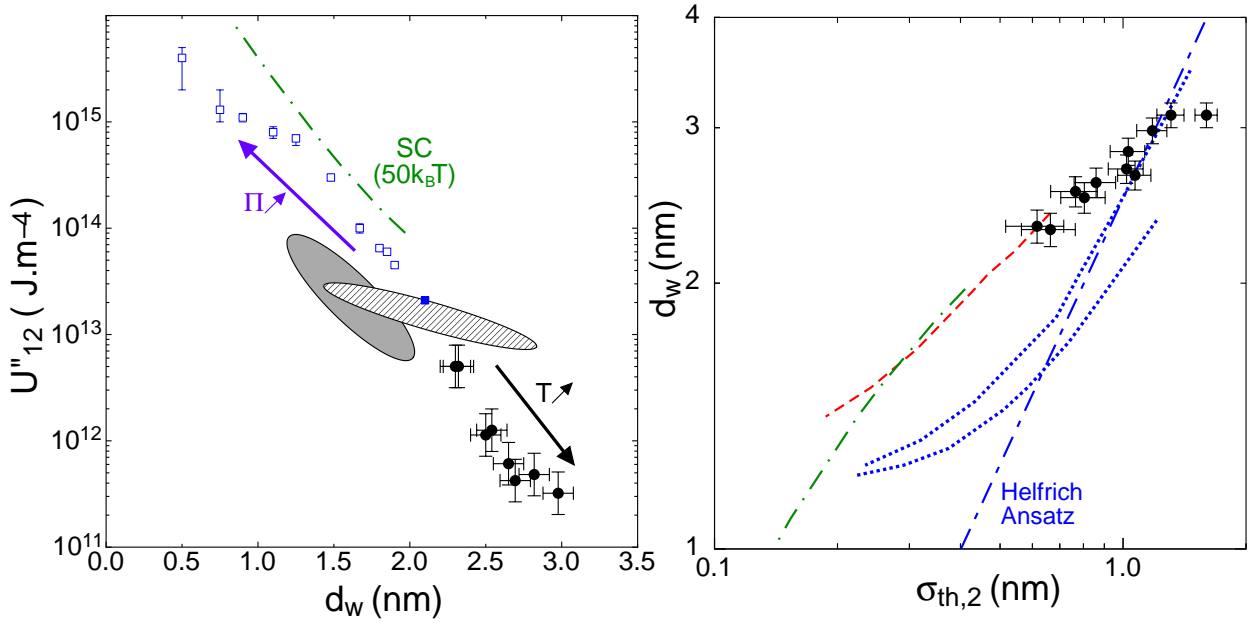 10¹⁵
10¹⁴
10¹³
10¹²
10¹¹
U"₁₂ ( J.m−4)
0.0 0.5 1.0 1.5 2.0 2.5 3.0 3.5
d_w (nm)
SC
(50k_BT)
Π
T
4
3
2
1
d_w (nm)
0.1 1.0
σ_th,2 (nm)
Helfrich
Ansatz